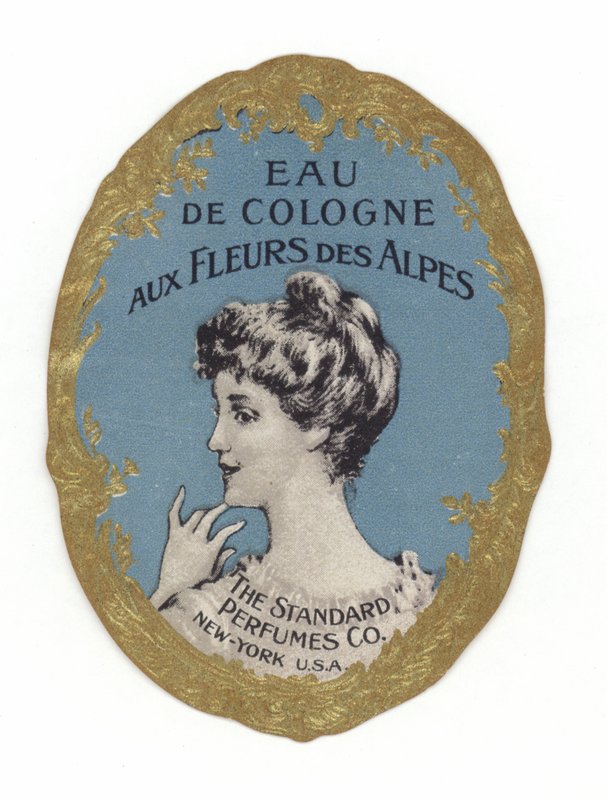 EAU
DE COLOGNE
AUX FLEURS DES ALPES
THE STANDARD
PERFUMES CO.
NEW-YORK U.S.A.